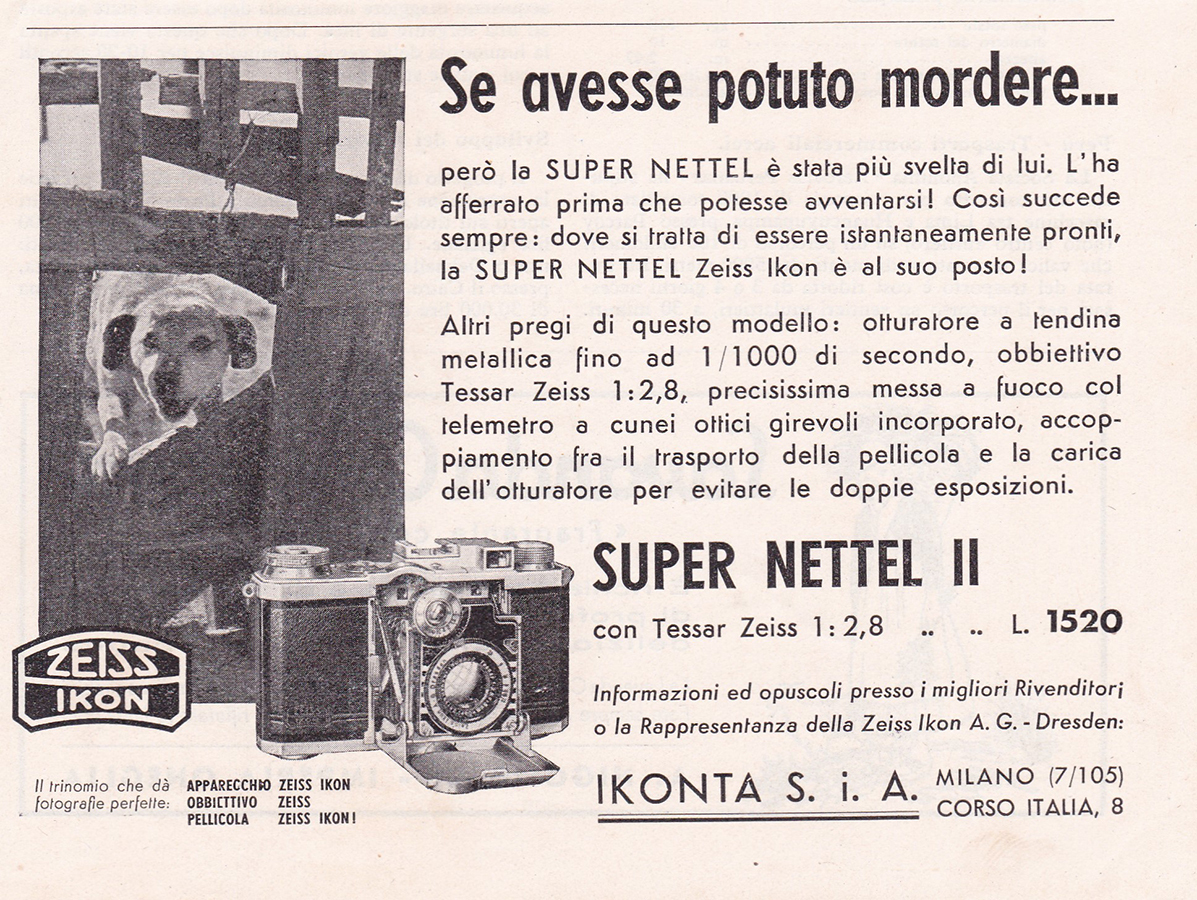 Se avesse potuto mordere...
però la SUPER NETTEL è stata più svelta di lui. L'ha
afferrato prima che potesse avventarsi! Così succede
sempre: dove si tratta di essere istantaneamente pronti,
la SUPER NETTEL Zeiss Ikon è al suo posto!
Altri pregi di questo modello: otturatore a tendina
metallica fino ad 1/1000 di secondo, obbiettivo
Tessar Zeiss 1:2,8, precisissima messa a fuoco col
telemetro a cunei ottici girevoli incorporato, accop-
piamento fra il trasporto della pellicola e la carica
dell'otturatore per evitare le doppie esposizioni.
SUPER NETTEL II
con Tessar Zeiss 1:2,8 .. .. L. 1520
Informazioni ed opuscoli presso i migliori Rivenditori
o la Rappresentanza della Zeiss Ikon A. G. - Dresden:
IKONTA S. i. A.
MILANO (7/105)
CORSO ITALIA, 8
ZEISS
IKON
Il trinomio che dà
fotografie perfette:
APPARECCHIO ZEISS IKON
OBBIETTIVO ZEISS
PELLICOLA ZEISS IKON!